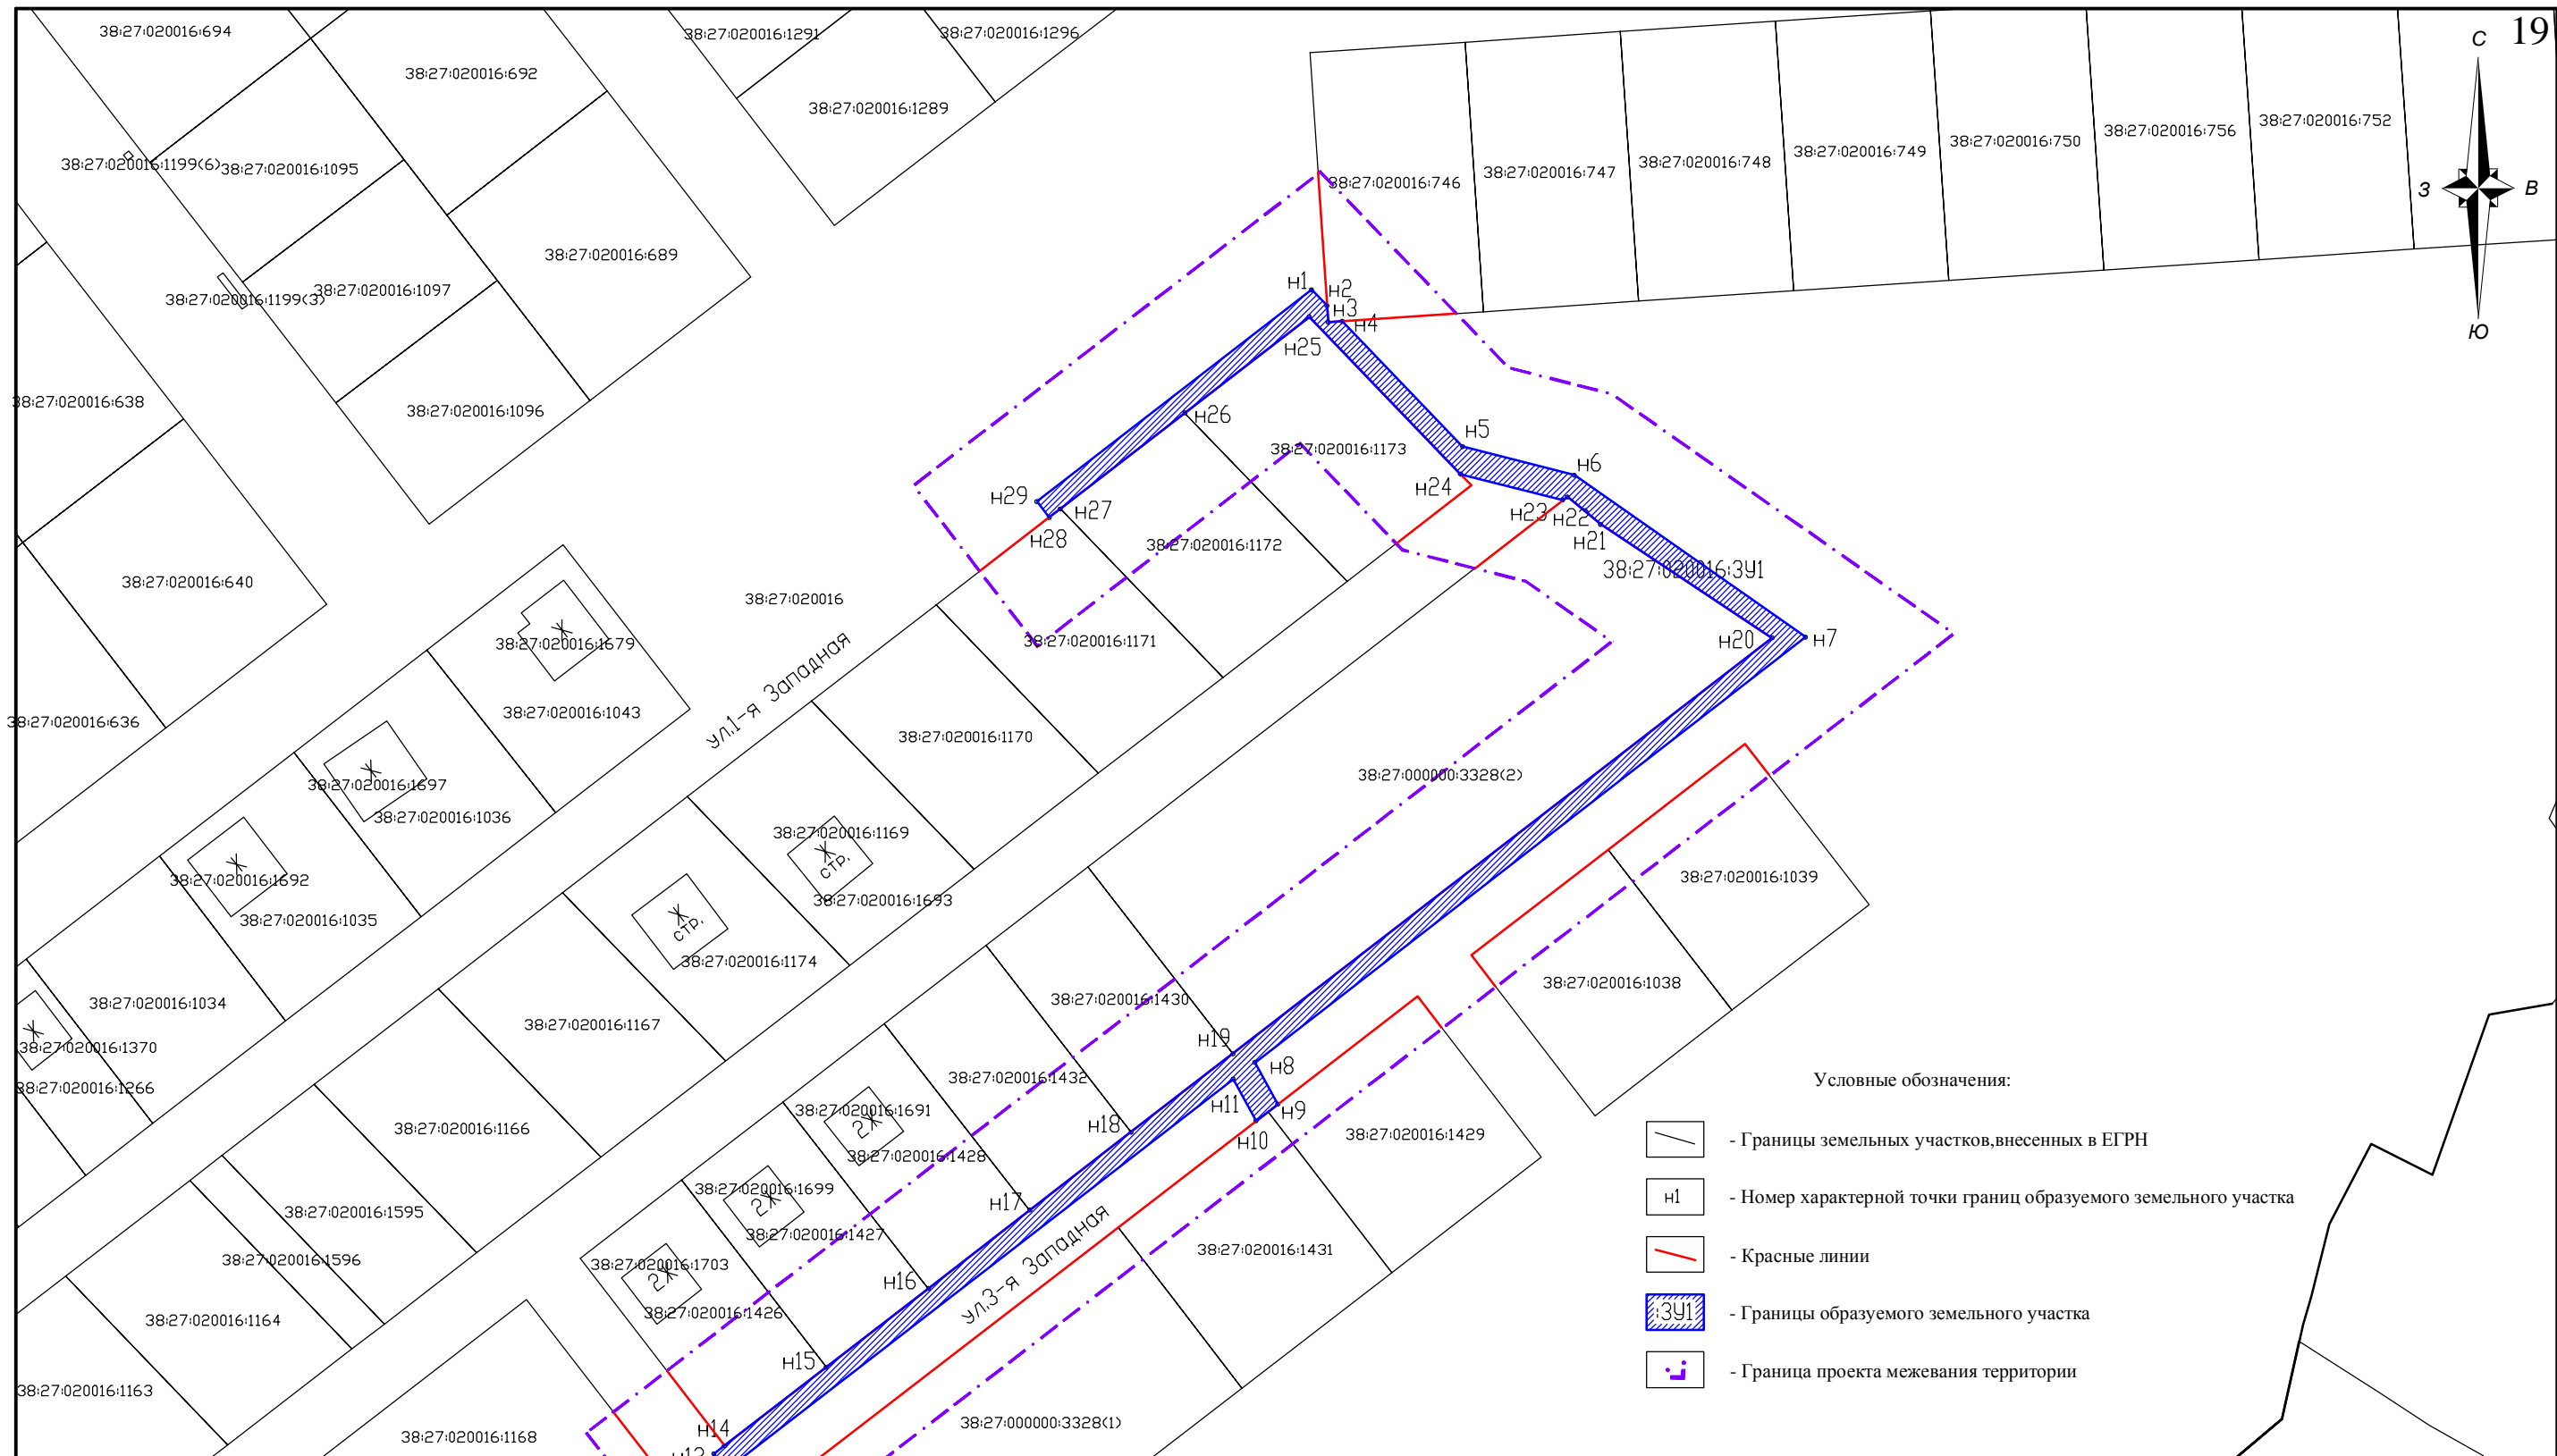 19
С
З
В
Ю
38:27:020016:694
38:27:020016:692
38:27:020016:1291
38:27:020016:1296
38:27:020016:1289
38:27:020016:1199(6)
38:27:020016:1095
38:27:020016:689
38:27:020016:1199(3)
38:27:020016:1097
38:27:020016:638
38:27:020016:1096
38:27:020016:746
38:27:020016:747
38:27:020016:748
38:27:020016:749
38:27:020016:750
38:27:020016:756
38:27:020016:752
н1
н2
н3
н4
н25
н26
н5
38:27:020016:1173
н6
н24
н29
н27
н23
н22
н28
н21
38:27:020016:1172
38:27:020016:ЗУ1
38:27:020016:640
38:27:020016
38:27:020016:1171
н20
н7
Ж
38:27:020016:1679
38:27:020016:1043
ул.1-я Западная
38:27:020016:636
38:27:020016:1170
38:27:000000:3328(2)
Ж
38:27:020016:1697
38:27:020016:1036
38:27:020016:1169
Ж
стр.
38:27:020016:1693
Ж
38:27:020016:1692
38:27:020016:1035
Ж
стр.
38:27:020016:1174
38:27:020016:1039
38:27:020016:1038
38:27:020016:1034
38:27:020016:1430
38:27:020016:1167
Ж
38:27:020016:1370
38:27:020016:1266
н19
н8
38:27:020016:1432
38:27:020016:1691
2Ж
н11
н9
н18
н10
38:27:020016:1429
38:27:020016:1166
38:27:020016:1428
38:27:020016:1699
2Ж
н17
38:27:020016:1595
38:27:020016:1427
38:27:020016:1431
38:27:020016:1596
38:27:020016:1703
2Ж
н16
ул.3-я Западная
38:27:020016:1426
38:27:020016:1164
н15
38:27:020016:1163
н14
38:27:000000:3328(1)
38:27:020016:1168
Условные обозначения:
- Границы земельных участков,внесенных в ЕГРН
н1
- Номер характерной точки границ образуемого земельного участка
- Красные линии
:ЗУ1
- Границы образуемого земельного участка
- Граница проекта межевания территории